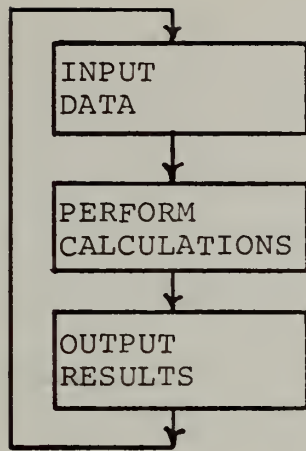 INPUT
DATA
PERFORM
CALCULATIONS
OUTPUT
RESULTS